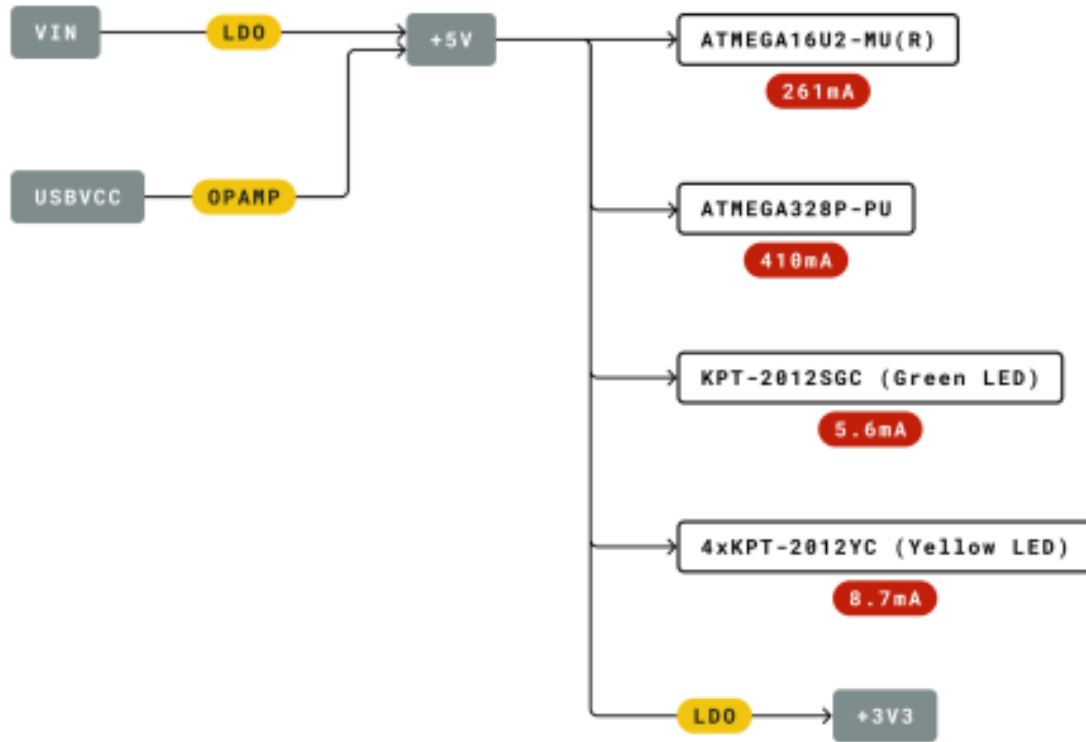 VIN
LDO
+5V
ATMEGA16U2-MU(R)
261mA
USBVCC
OPAMP
ATMEGA328P-PU
410mA
KPT-2012SGC (Green LED)
5.6mA
4xKPT-2012YC (Yellow LED)
8.7mA
LDO
+3V3